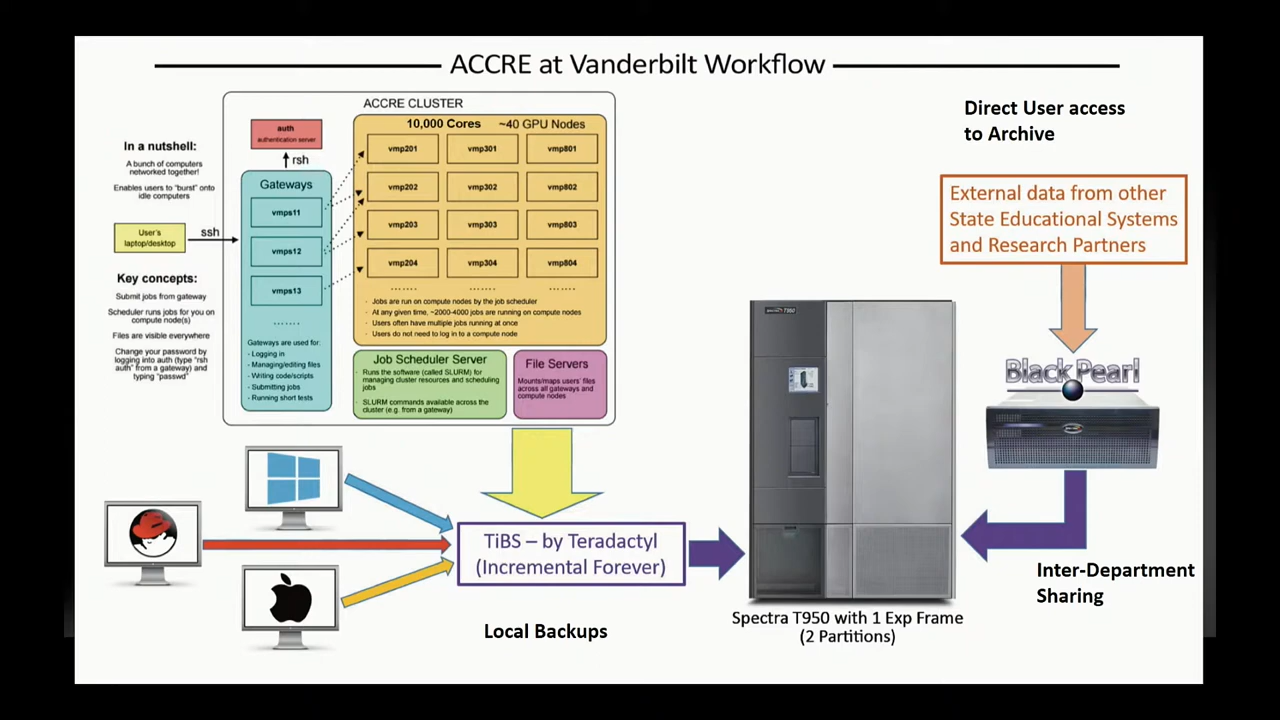 ACCRE at Vanderbilt Workflow
ACCRE CLUSTER
In a nutshell:
A bunch of computers
networked together!
Enables users to "burst" onto
idle computers
User's
laptop/desktop
ssh
Key concepts:
Submit jobs from gateway
Scheduler runs jobs for you on
compute node(s)
Files are visible everywhere
Change your password by
logging into auth (type "rsh
auth" from a gateway) and
typing "passwd"
auth
authentication server
rsh
Gateways
vmps11
vmps12
vmps13
.......
Gateways are used for:
- Logging in
- Managing/editing files
- Writing code/scripts
- Submitting jobs
- Running short tests
10,000 Cores ~40 GPU Nodes
vmp201 vmp301 vmp801
vmp202 vmp302 vmp802
vmp203 vmp303 vmp803
vmp204 vmp304 vmp804
....... ....... .......
- Jobs are run on compute nodes by the job scheduler
- At any given time, ~2000-4000 jobs are running on compute nodes
- Users often have multiple jobs running at once
- Users do not need to log in to a compute node
Job Scheduler Server
- Runs the software (called SLURM) for
managing cluster resources and scheduling
jobs
- SLURM commands available across the
cluster (e.g. from a gateway)
File Servers
Mounts/maps users' files
across all gateways and
compute nodes
Direct User access
to Archive
External data from other
State Educational Systems
and Research Partners
BlackPearl
T950
TiBS – by Teradactyl
(Incremental Forever)
Local Backups
Spectra T950 with 1 Exp Frame
(2 Partitions)
Inter-Department
Sharing